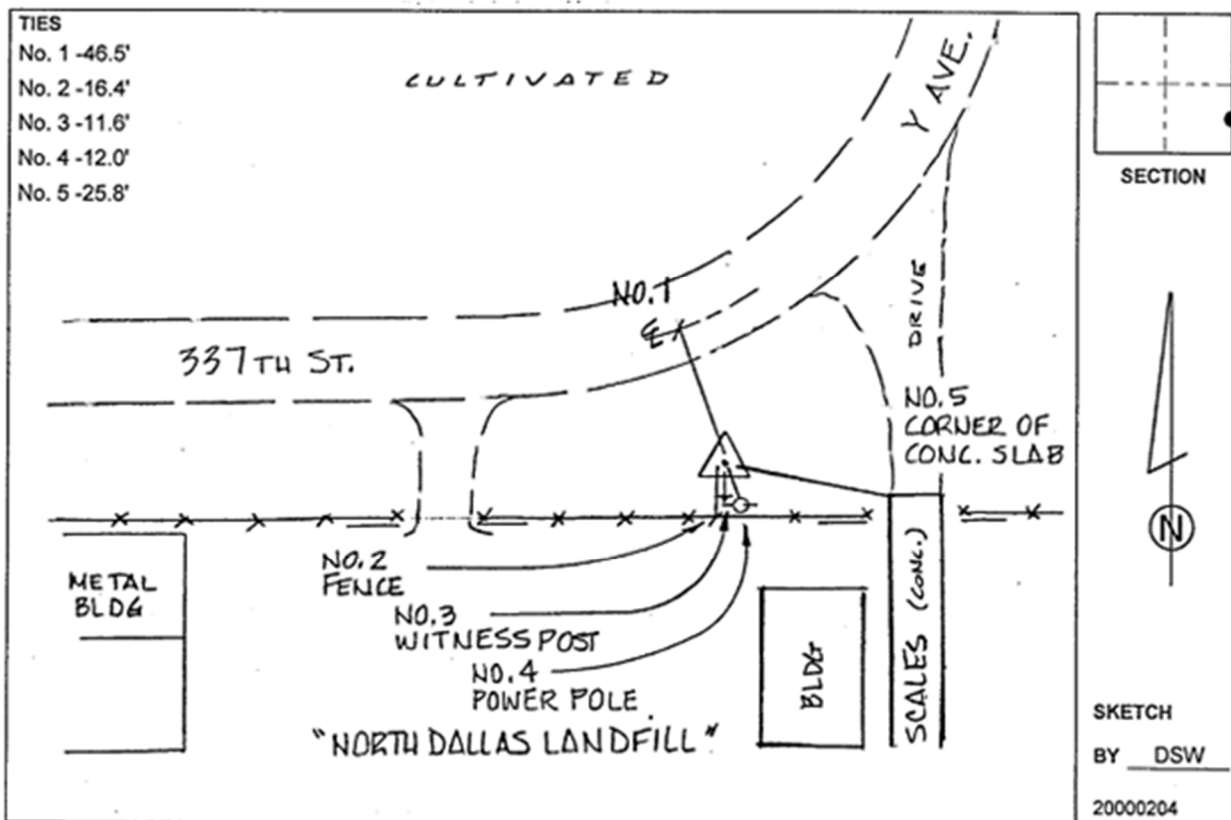 TIES
No. 1 -46.5'
No. 2 -16.4'
No. 3 -11.6'
No. 4 -12.0'
No. 5 -25.8'
CULTIVATED
Y AVE.
SECTION
NO.1
337TH ST.
DRIVE
NO.5
CORNER OF
CONC. SLAB
N
NO.2
FENCE
METAL
BLDG
NO.3
WITNESS POST
NO.4
POWER POLE
BLDG
SCALES (CONC.)
"NORTH DALLAS LANDFILL"
SKETCH
BY DSW
20000204